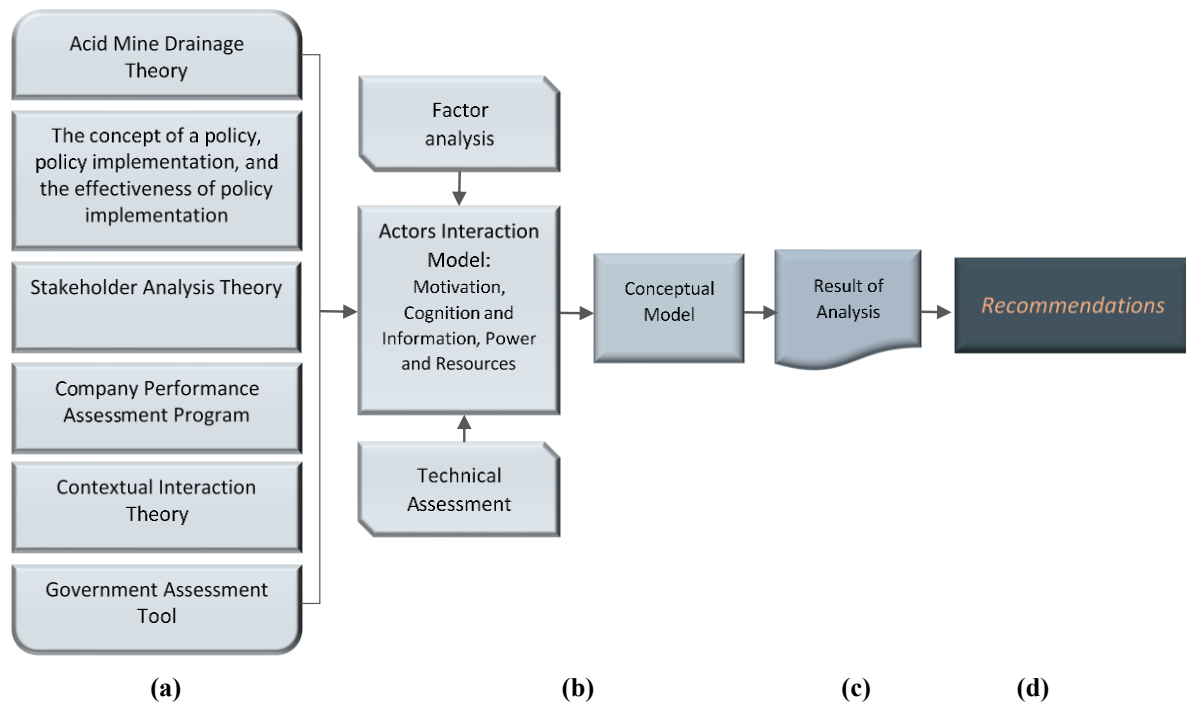 Acid Mine Drainage
Theory
The concept of a policy,
policy implementation, and
the effectiveness of policy
implementation
Stakeholder Analysis Theory
Company Performance
Assessment Program
Contextual Interaction
Theory
Government Assessment
Tool
(a)
Factor
analysis
Actors Interaction
Model:
Motivation,
Cognition and
Information, Power
and Resources
Technical
Assessment
Conceptual
Model
(b)
Result of
Analysis
(c)
Recommendations
(d)